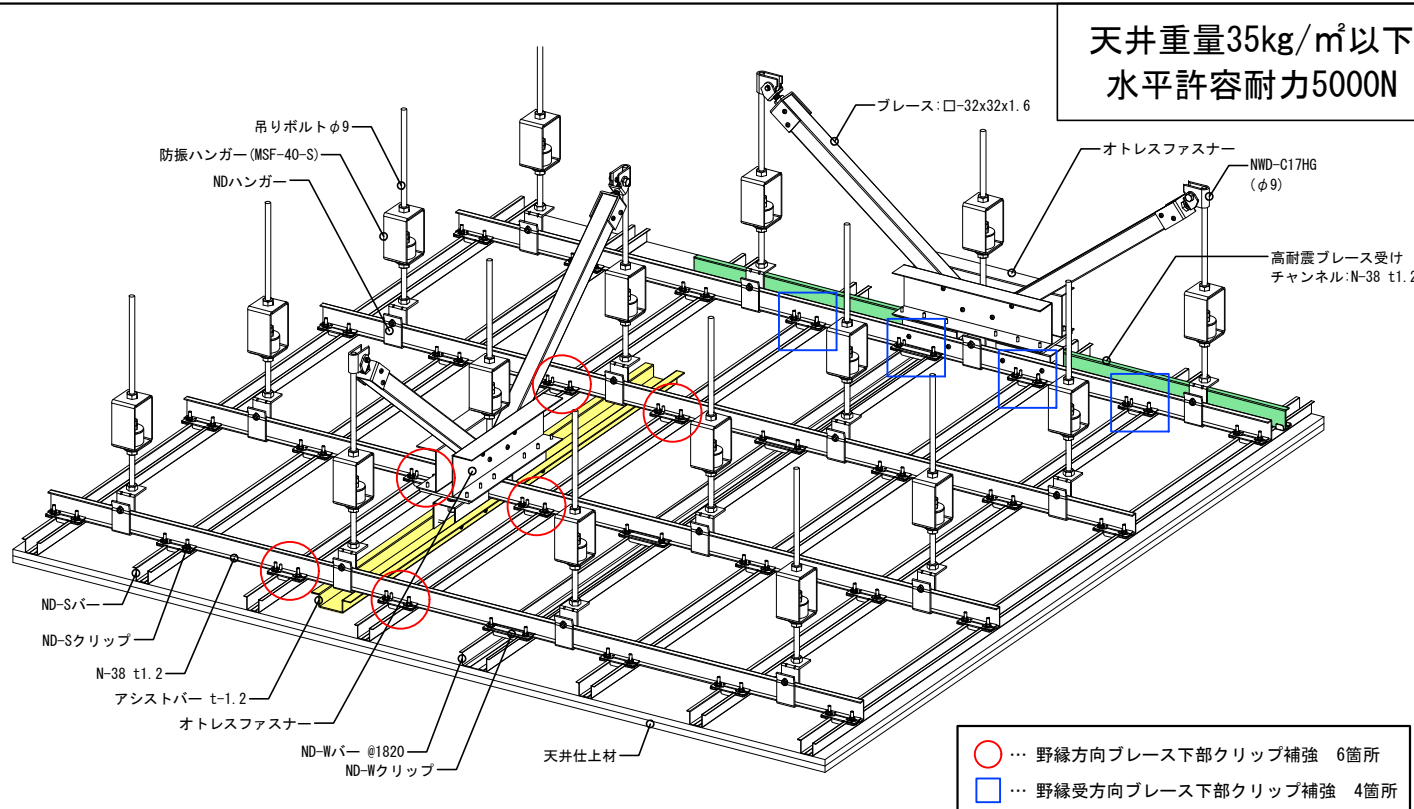 天井重量35kg/㎡以下
水平許容耐力5000N
ブレース:□-32x32x1.6
吊りボルトφ9
防振ハンガー(MSF-40-S)
NDハンガー
オトレスファスナー
NWD-C17HG
(φ9)
高耐震ブレース受け
チャンネル:N-38 t1.2
ND-Sバー
ND-Sクリップ
N-38 t1.2
アシストバー t-1.2
オトレスファスナー
ND-Wバー @1820
ND-Wクリップ
天井仕上材
… 野縁方向ブレース下部クリップ補強 6箇所
… 野縁受方向ブレース下部クリップ補強 4箇所